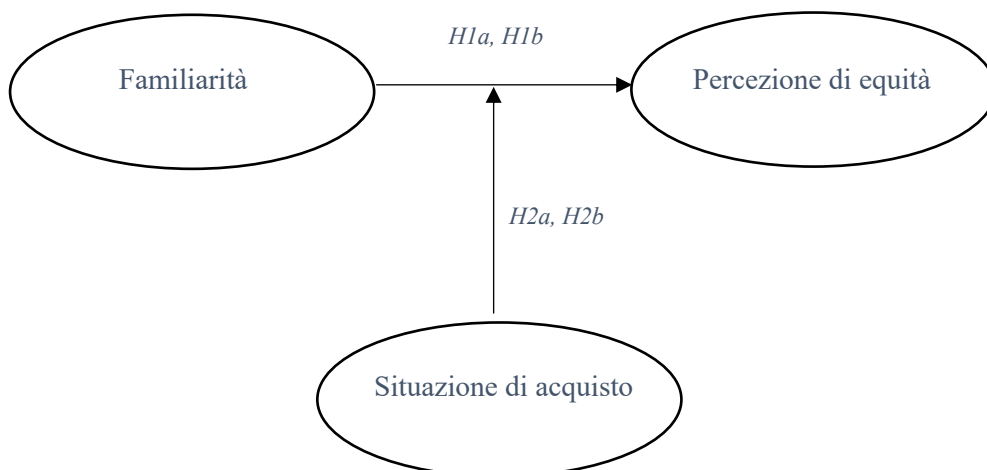 H1a, H1b
Familiarità
Percezione di equità
H2a, H2b
Situazione di acquisto